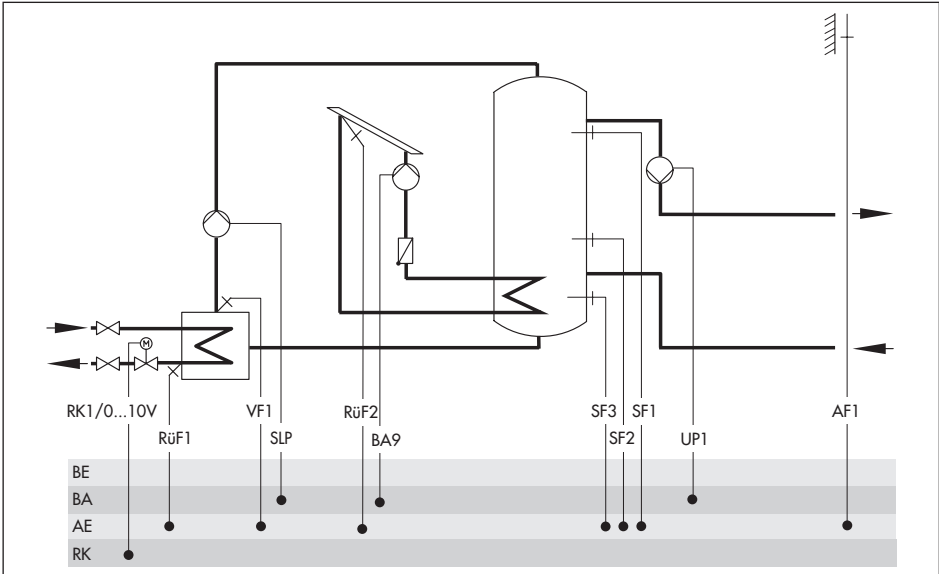 M
RK1/0...10V VF1 RüF2 SF3 SF1 AF1
RüF1 SLP BA9 SF2 UP1
BE
BA
AE
RK